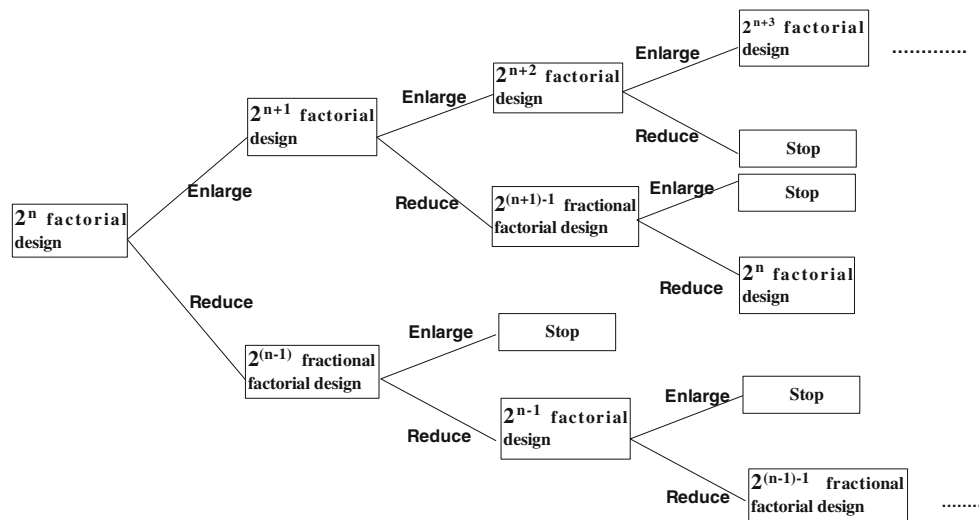 2ⁿ factorial
design
Enlarge
Reduce
2ⁿ⁺¹ factorial
design
2⁽ⁿ⁻¹⁾ fractional
factorial design
Enlarge
Reduce
Enlarge
Reduce
2ⁿ⁺² factorial
design
2⁽ⁿ⁺¹⁾⁻¹ fractional
factorial design
Stop
2ⁿ⁻¹ factorial
design
Enlarge
Reduce
Enlarge
Reduce
Enlarge
Reduce
2ⁿ⁺³ factorial
design
.............
Stop
Stop
2ⁿ factorial
design
Stop
2⁽ⁿ⁻¹⁾⁻¹ fractional
factorial design
........